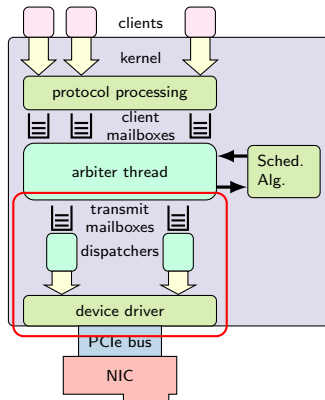 clients
kernel
protocol processing
client
mailboxes
arbiter thread
Sched.
Alg.
transmit
mailboxes
dispatchers
device driver
PCIe bus
NIC